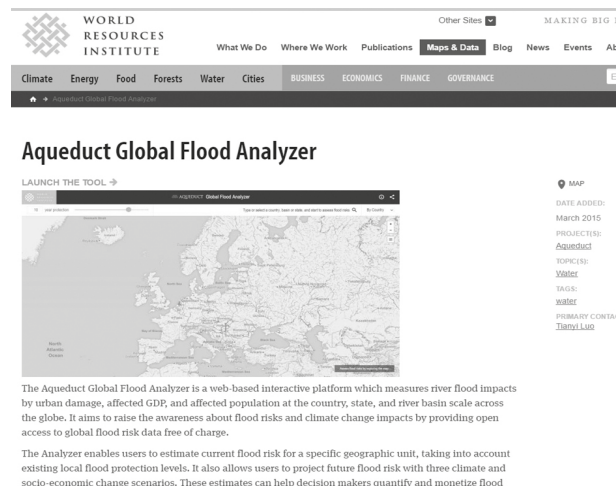 WORLD
RESOURCES
INSTITUTE
Other Sites
MAKING BIG
What We Do Where We Work Publications Maps & Data Blog News Events Ab
Climate Energy Food Forests Water Cities BUSINESS ECONOMICS FINANCE GOVERNANCE
Aqueduct Global Flood Analyzer
Aqueduct Global Flood Analyzer
LAUNCH THE TOOL →
AQUEDUCT Global Flood Analyzer
North
Atlantic
Ocean
MAP
DATE ADDED:
March 2015
PROJECT(S):
Aqueduct
TOPIC(S):
Water
TAGS:
water
PRIMARY CONTA
Tianyi Luo
The Aqueduct Global Flood Analyzer is a web-based interactive platform which measures river flood impacts
by urban damage, affected GDP, and affected population at the country, state, and river basin scale across
the globe. It aims to raise the awareness about flood risks and climate change impacts by providing open
access to global flood risk data free of charge.
The Analyzer enables users to estimate current flood risk for a specific geographic unit, taking into account
existing local flood protection levels. It also allows users to project future flood risk with three climate and
socio-economic change scenarios. These estimates can help decision makers quantify and monetize flood